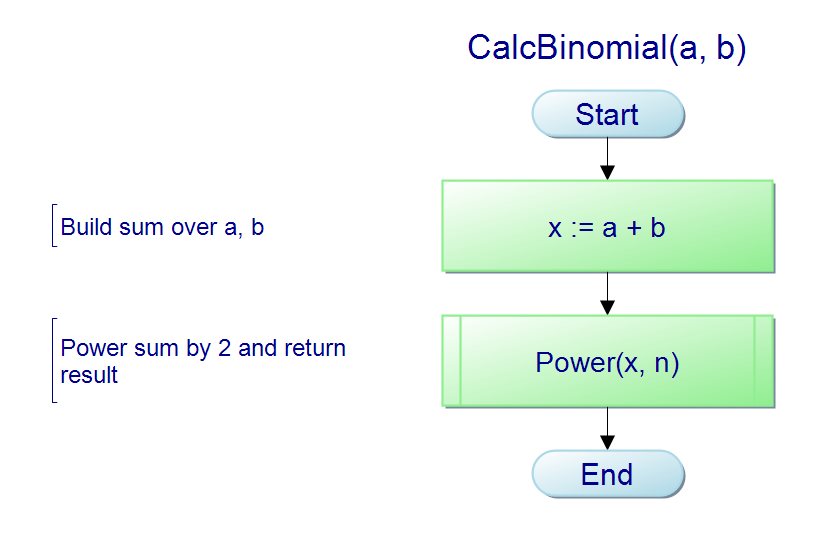 CalcBinomial(a, b)
Start
Build sum over a, b
x := a + b
Power sum by 2 and return
result
Power(x, n)
End